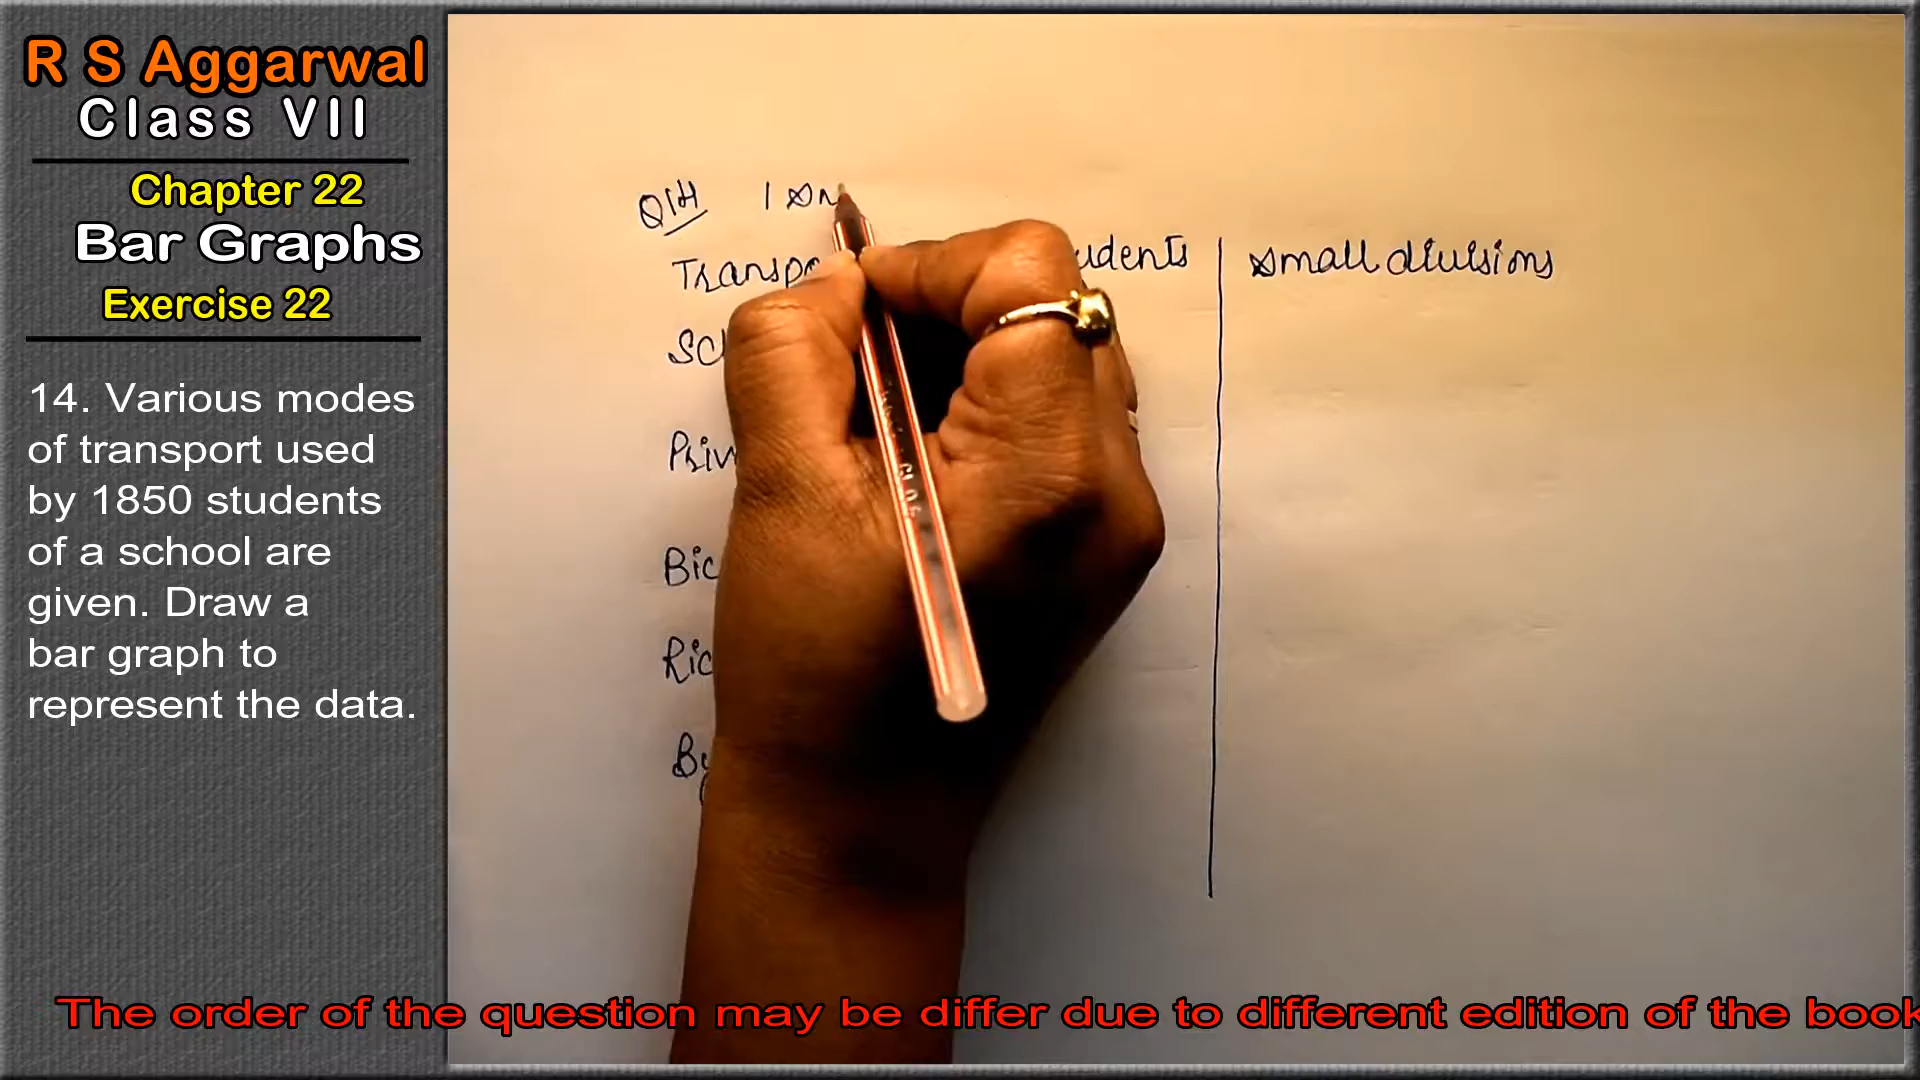 R S Aggarwal
Class VII
Chapter 22
Bar Graphs
Exercise 22
14. Various modes
of transport used
by 1850 students
of a school are
given. Draw a
bar graph to
represent the data.
Q14 1
small divisions
The order of the question may be differ due to different edition of the book